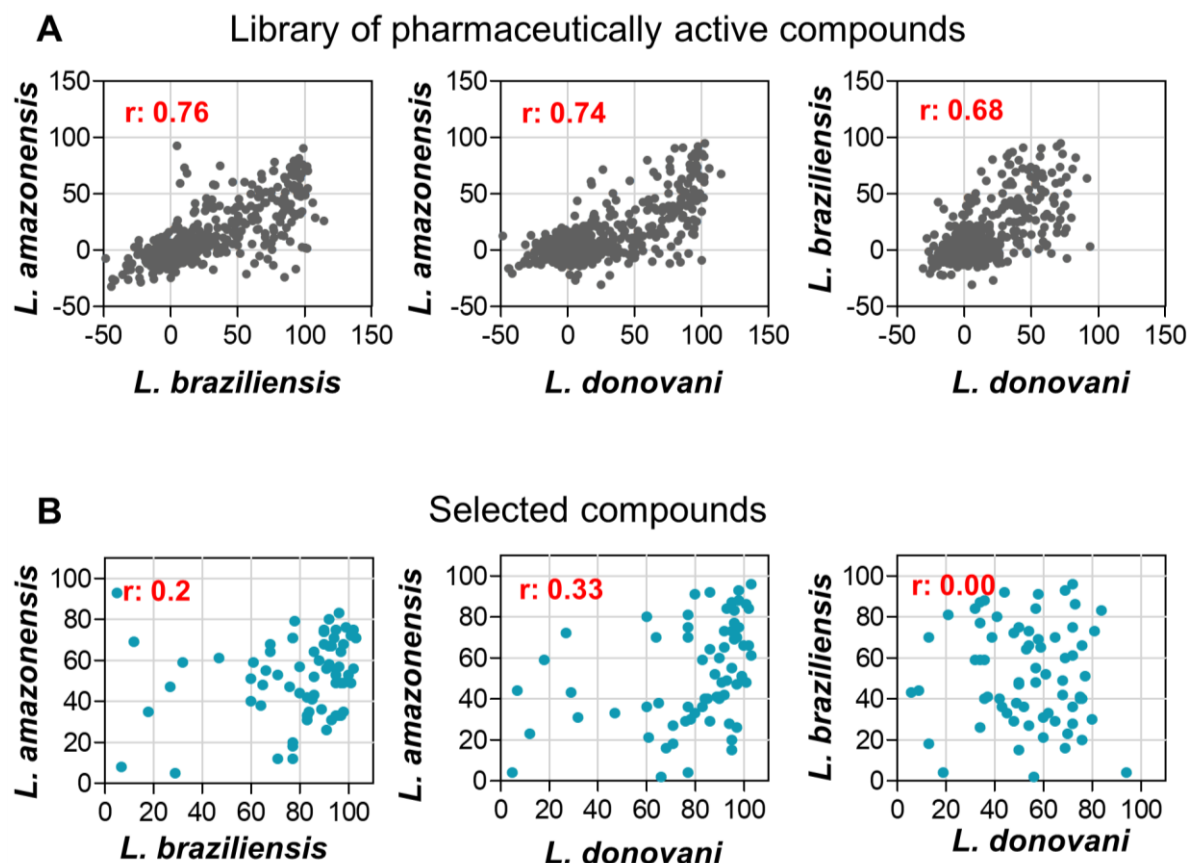 A
Library of pharmaceutically active compounds
r: 0.76
L. amazonensis
150
100
50
0
-50
-50 0 50 100 150
L. braziliensis
r: 0.74
L. amazonensis
150
100
50
0
-50
-50 0 50 100 150
L. donovani
r: 0.68
L. braziliensis
150
100
50
0
-50
-50 0 50 100 150
L. donovani
B
Selected compounds
r: 0.2
L. amazonensis
100
80
60
40
20
0
0 20 40 60 80 100
L. braziliensis
r: 0.33
L. amazonensis
100
80
60
40
20
0
0 20 40 60 80 100
L. donovani
r: 0.00
L. braziliensis
100
80
60
40
20
0
0 20 40 60 80 100
L. donovani